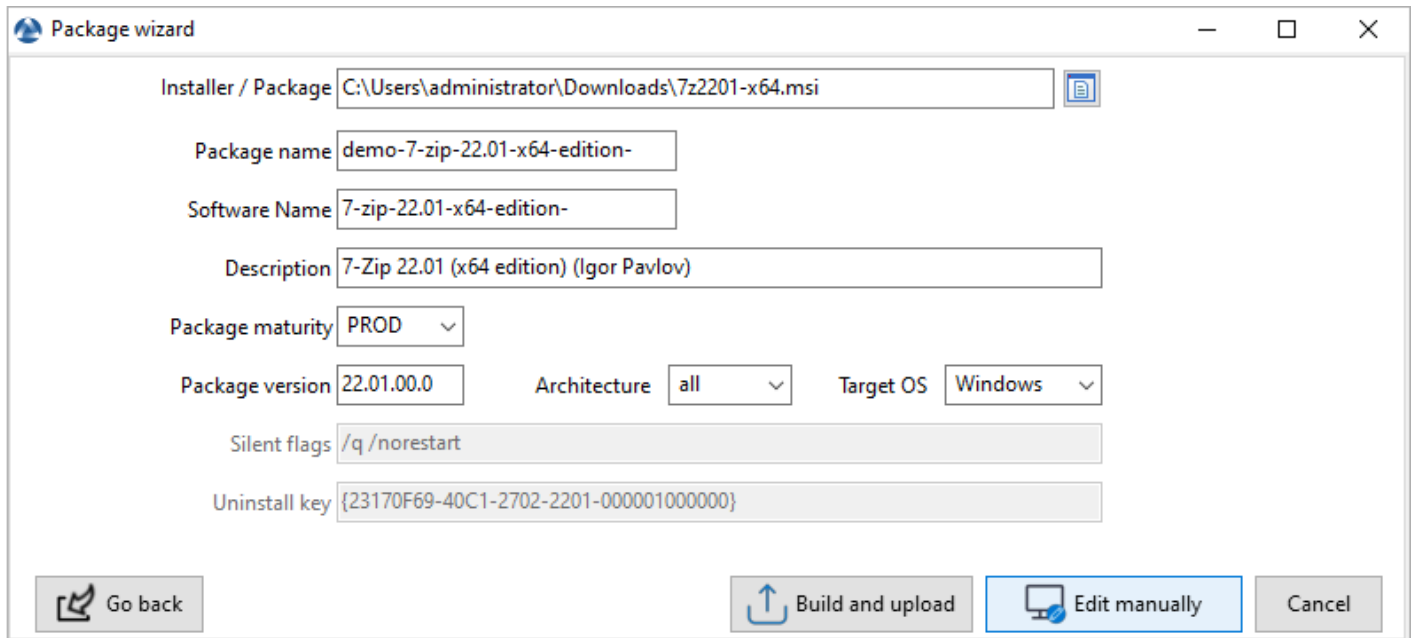 Package wizard
Installer / Package C:\Users\administrator\Downloads\7z2201-x64.msi
Package name demo-7-zip-22.01-x64-edition-
Software Name 7-zip-22.01-x64-edition-
Description 7-Zip 22.01 (x64 edition) (Igor Pavlov)
Package maturity PROD
Package version 22.01.00.0 Architecture all Target OS Windows
Silent flags /q /norestart
Uninstall key {23170F69-40C1-2702-2201-000001000000}
Go back Build and upload Edit manually Cancel